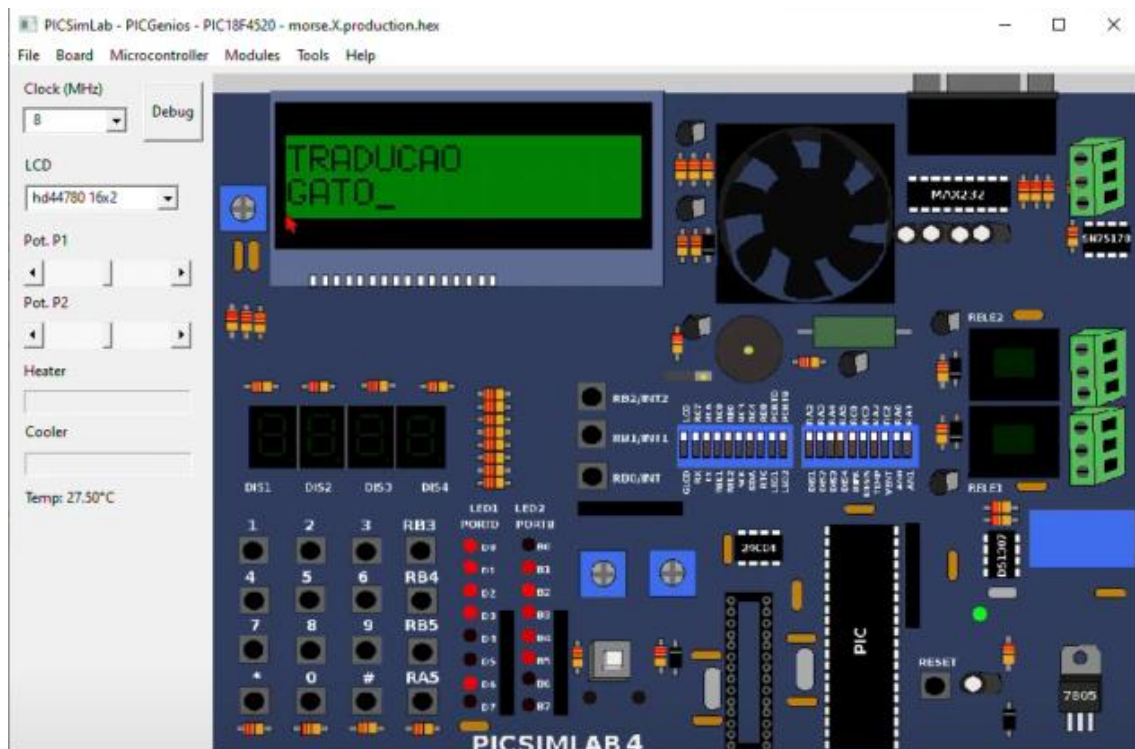 PICSimLab - PICGenios - PIC18F4520 - morse.X.production.hex
File Board Microcontroller Modules Tools Help
Clock (MHz)
8
Debug
LCD
hd44780 16x2
Pot. P1
Pot. P2
Heater
Cooler
Temp: 27.50°C
TRADUCAO
GATO_
MAX232
SN75178
RELE2
RELE1
RB2/INT2
RB1/INT1
RB0/INT
DIS1 DIS2 DIS3 DIS4
LED1 LED2
PORTD PORTB
1 2 3 RB3
4 5 6 RB4
7 8 9 RB5
* 0 # RA5
D0 B0
D1 B1
D2 B2
D3 B3
D4 B4
D5 B5
D6 B6
D7 B7
24C04
DS1307
PIC
RESET
7805
PICSIMLAB4